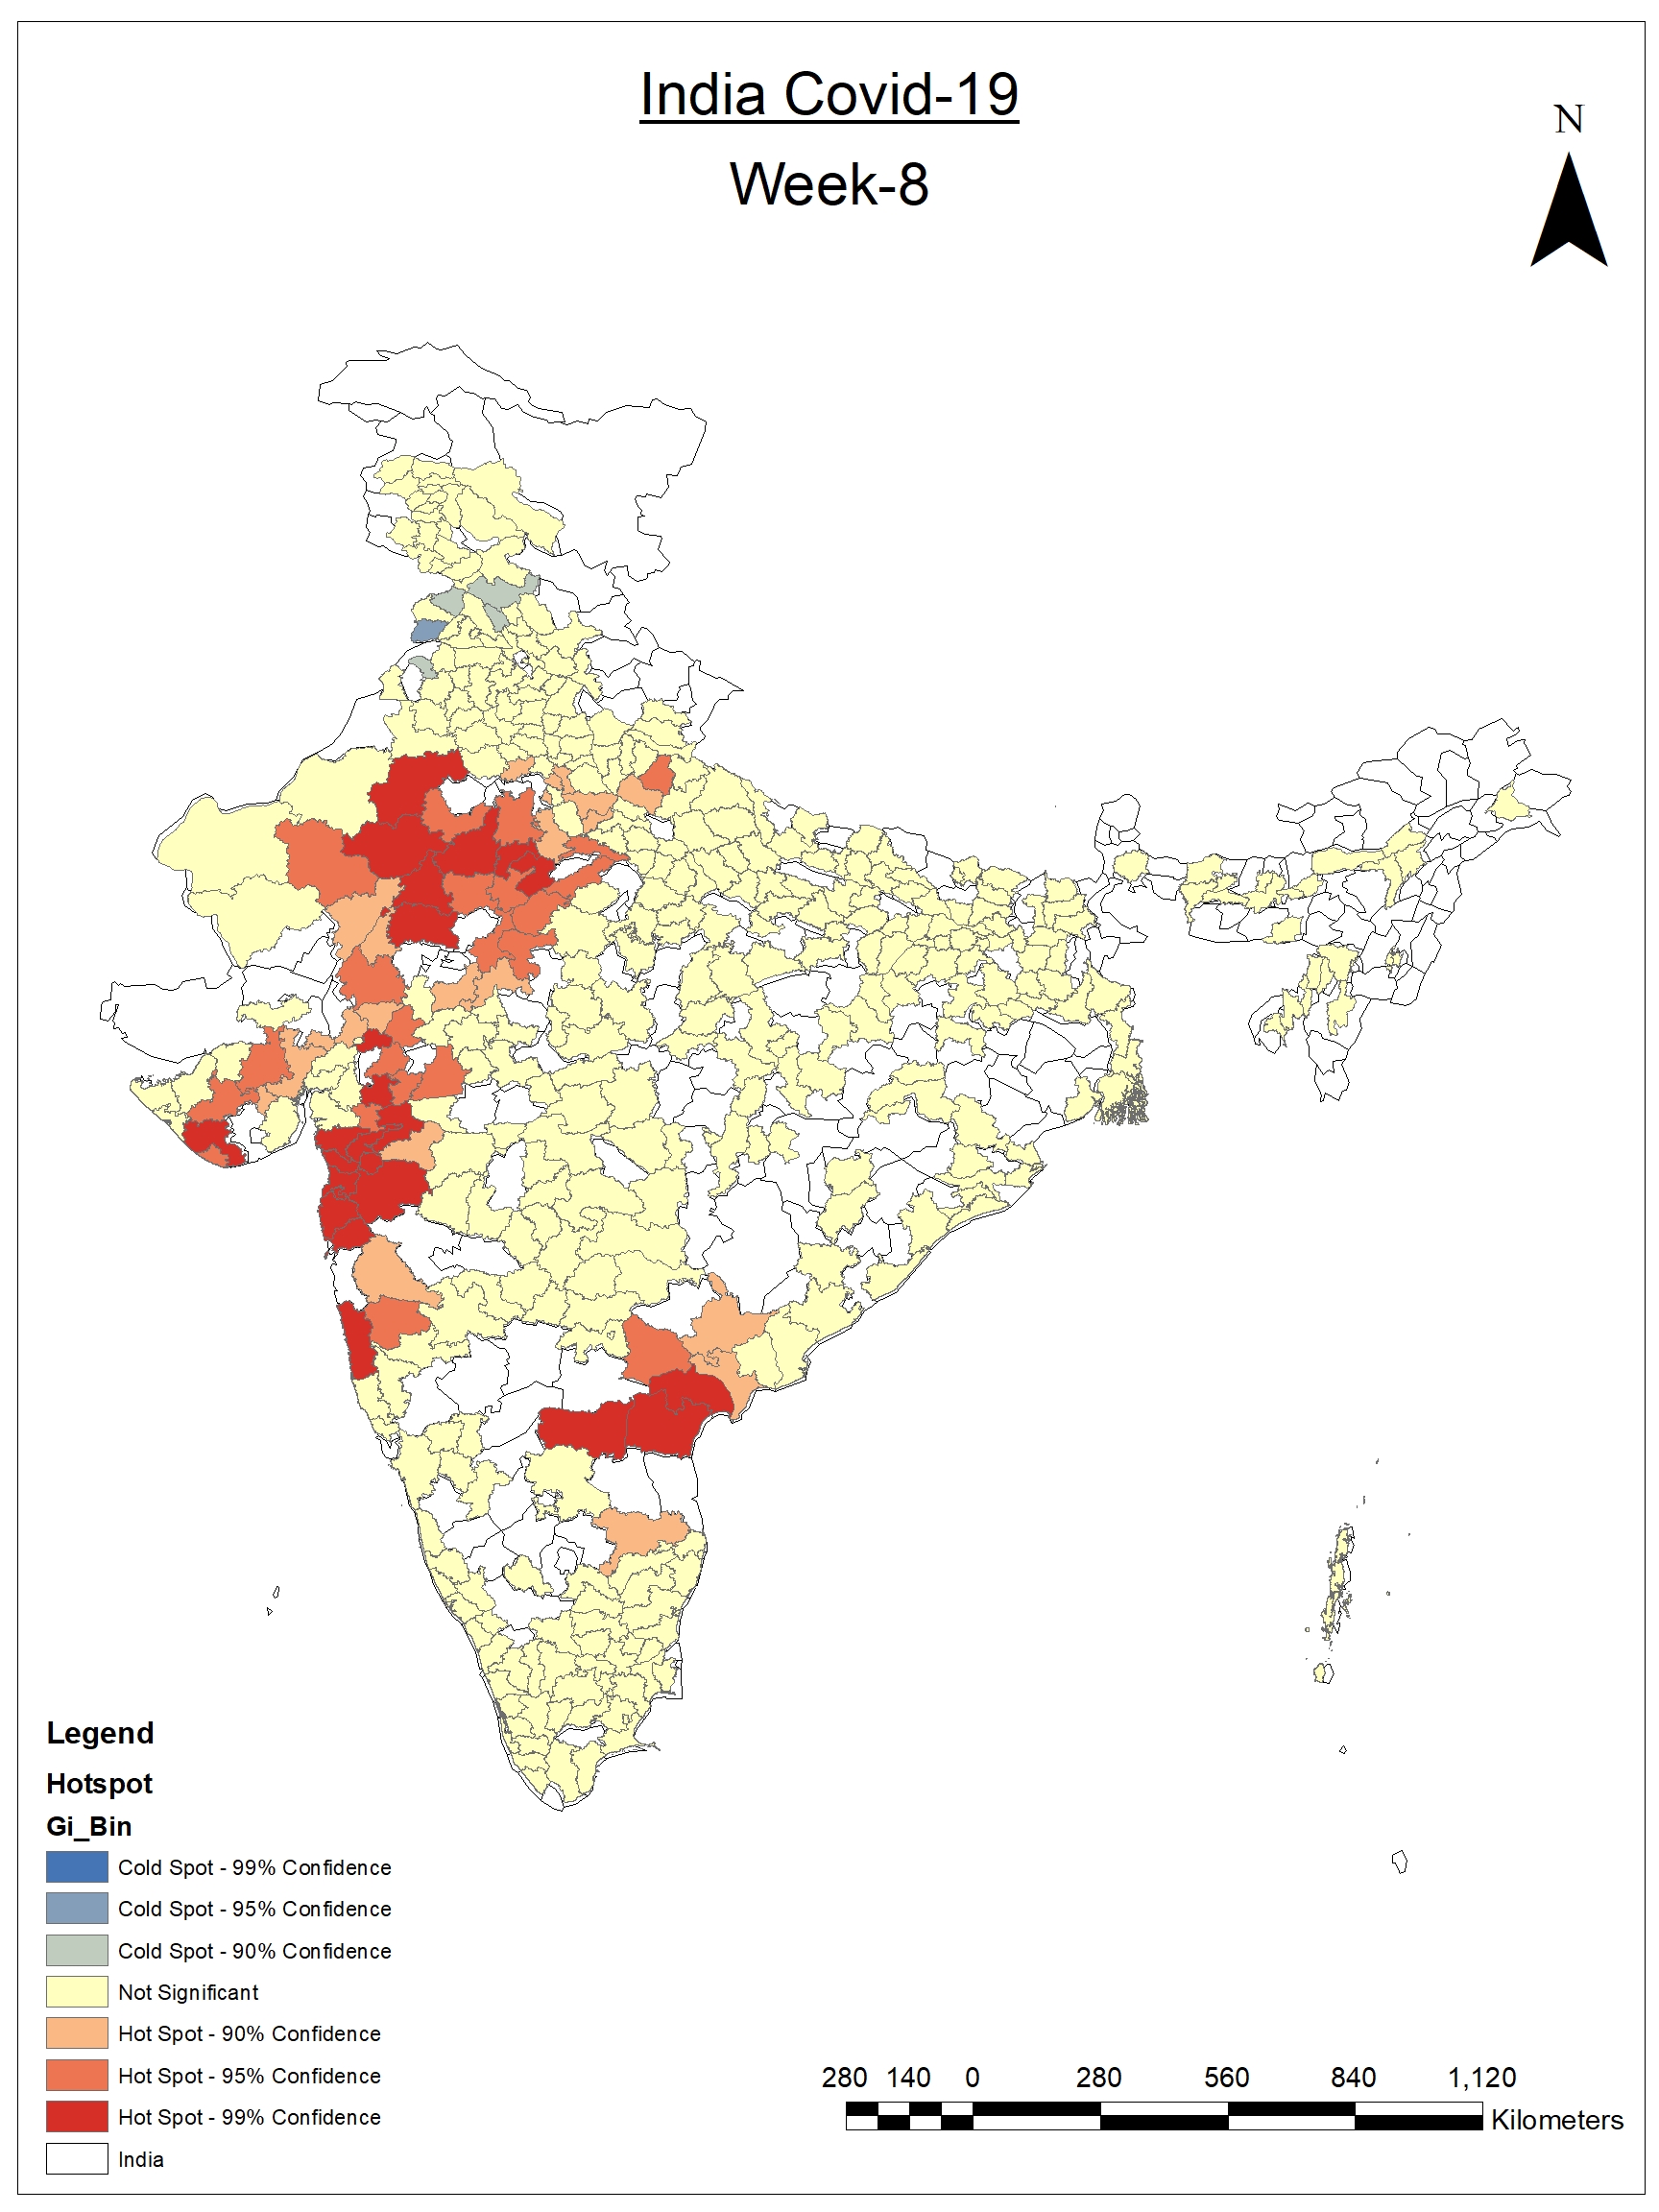 India Covid-19
Week-8
N
Legend
Hotspot
Gi_Bin
Cold Spot - 99% Confidence
Cold Spot - 95% Confidence
Cold Spot - 90% Confidence
Not Significant
Hot Spot - 90% Confidence
Hot Spot - 95% Confidence
Hot Spot - 99% Confidence
India
280 140 0 280 560 840 1,120
Kilometers